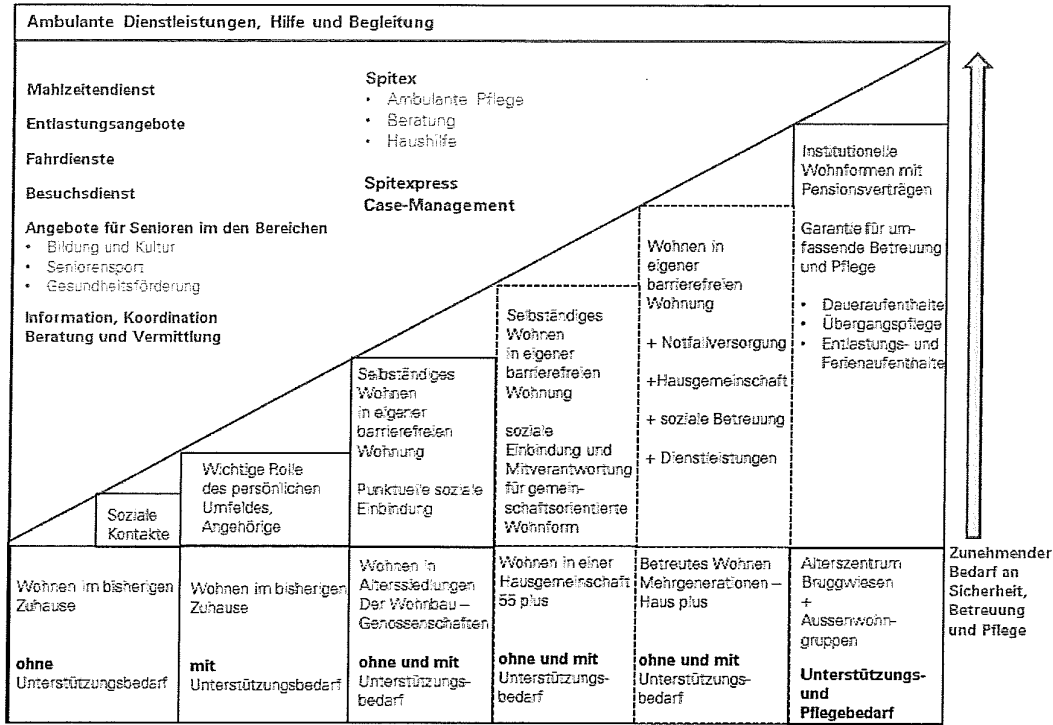 Ambulante Dienstleistungen, Hilfe und Begleitung
Mahlzeitendienst
Entlastungsangebote
Fahrdienste
Besuchsdienst
Angebote für Senioren im den Bereichen
• Bildung und Kultur
• Seniorensport
• Gesundheitsförderung
Information, Koordination
Beratung und Vermittlung
Spitex
• Ambulante Pflege
• Beratung
• Haushilfe
Spitexpress
Case-Management
Soziale
Kontakte
Wichtige Rolle
des persönlichen
Umfeldes,
Angehörige
Selbständiges
Wohnen
in eigener
barrierefreien
Wohnung
Punktuelle soziale
Einbindung
Selbständiges
Wohnen
in eigener
barrierefreien
Wohnung
soziale
Einbindung und
Mitverantwortung
für gemein-
schaftsorientierte
Wohnform
Wohnen in
eigener
barrierefreien
Wohnung
+ Notfallversorgung
+Hausgemeinschaft
+ soziale Betreuung
+ Dienstleistungen
Institutionelle
Wohnformen mit
Pensionsverträgen
Garantie für um-
fassende Betreuung
und Pflege
• Daueraufenthalte
• Übergangspflege
• Entlastungs- und
Ferienaufenthalte
Wohnen im bisherigen
Zuhause
ohne
Unterstützungsbedarf
Wohnen im bisherigen
Zuhause
mit
Unterstützungsbedarf
Wohnen in
Alterssiedlungen
Der Wohnbau –
Genossenschaften
ohne und mit
Unterstützungs-
bedarf
Wohnen in einer
Hausgemeinschaft
55 plus
ohne und mit
Unterstützungs-
bedarf
Betreutes Wohnen
Mehrgenerationen –
Haus plus
ohne und mit
Unterstützungs-
bedarf
Alterszentrum
Bruggwiesen
+
Aussenwohn-
gruppen
Unterstützungs-
und
Pflegebedarf
Zunehmender
Bedarf an
Sicherheit,
Betreuung
und Pflege